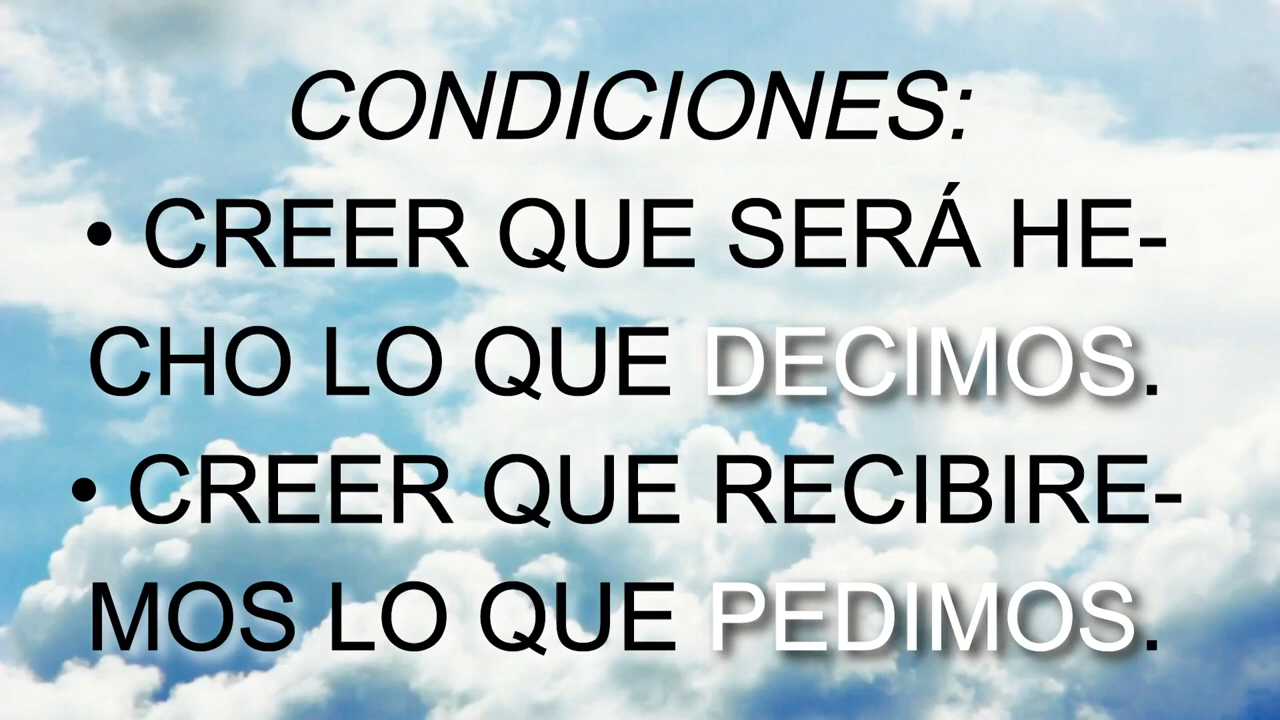 CONDICIONES:
• CREER QUE SERÁ HE-
CHO LO QUE DECIMOS.
• CREER QUE RECIBIRE-
MOS LO QUE PEDIMOS.